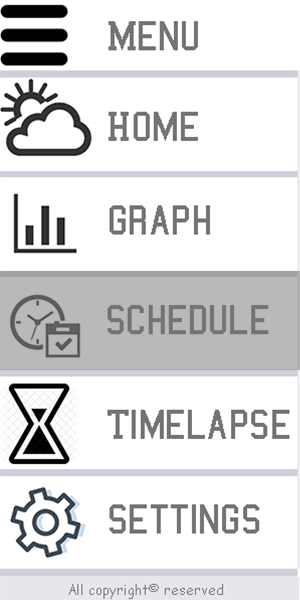 MENU
HOME
GRAPH
SCHEDULE
TIMELAPSE
SETTINGS
All copyright© reserved